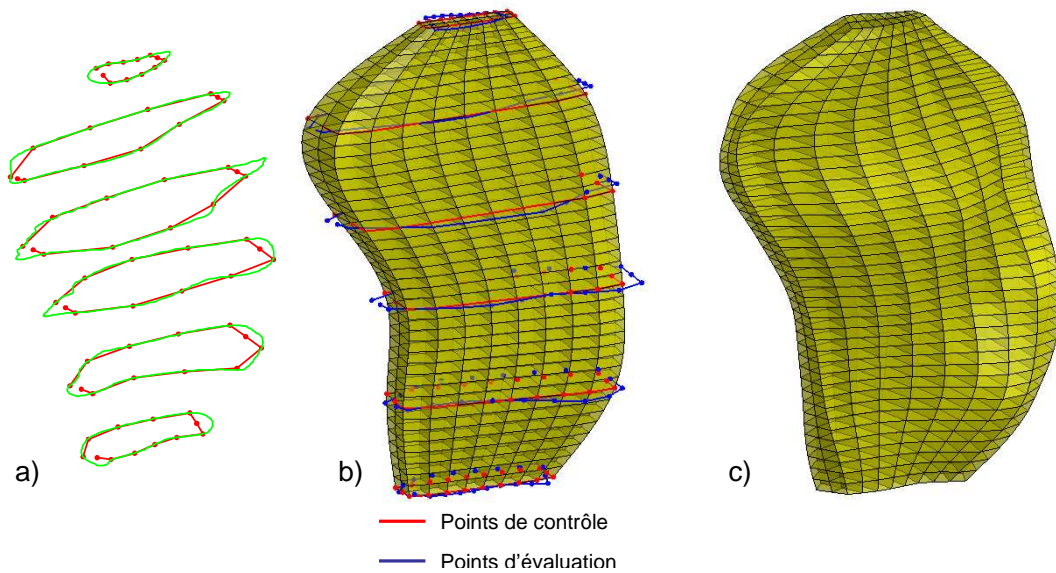 a)
b)
c)
Points de contrôle
Points d'évaluation